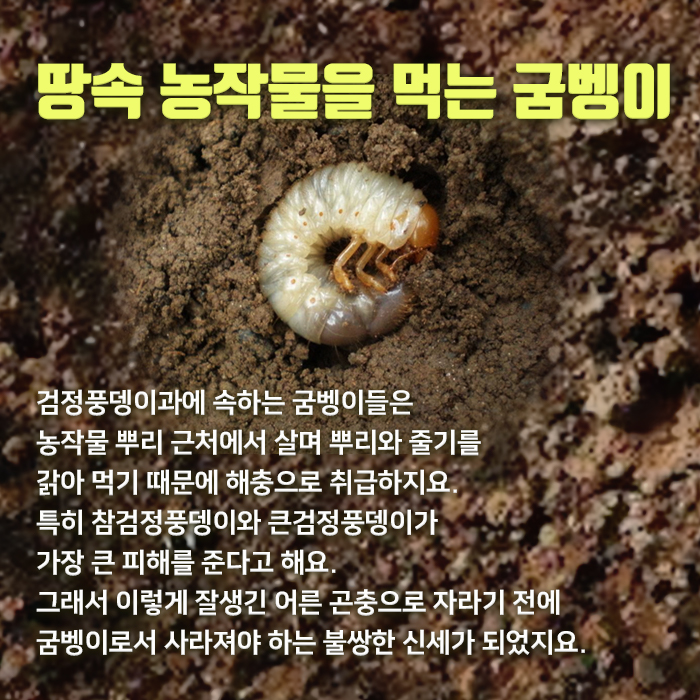 땅속 농작물을 먹는 굼벵이
검정풍뎅이과에 속하는 굼벵이들은
농작물 뿌리 근처에서 살며 뿌리와 줄기를
갉아 먹기 때문에 해충으로 취급하지요.
특히 참검정풍뎅이와 큰검정풍뎅이가
가장 큰 피해를 준다고 해요.
그래서 이렇게 잘생긴 어른 곤충으로 자라기 전에
굼벵이로서 사라져야 하는 불쌍한 신세가 되었지요.